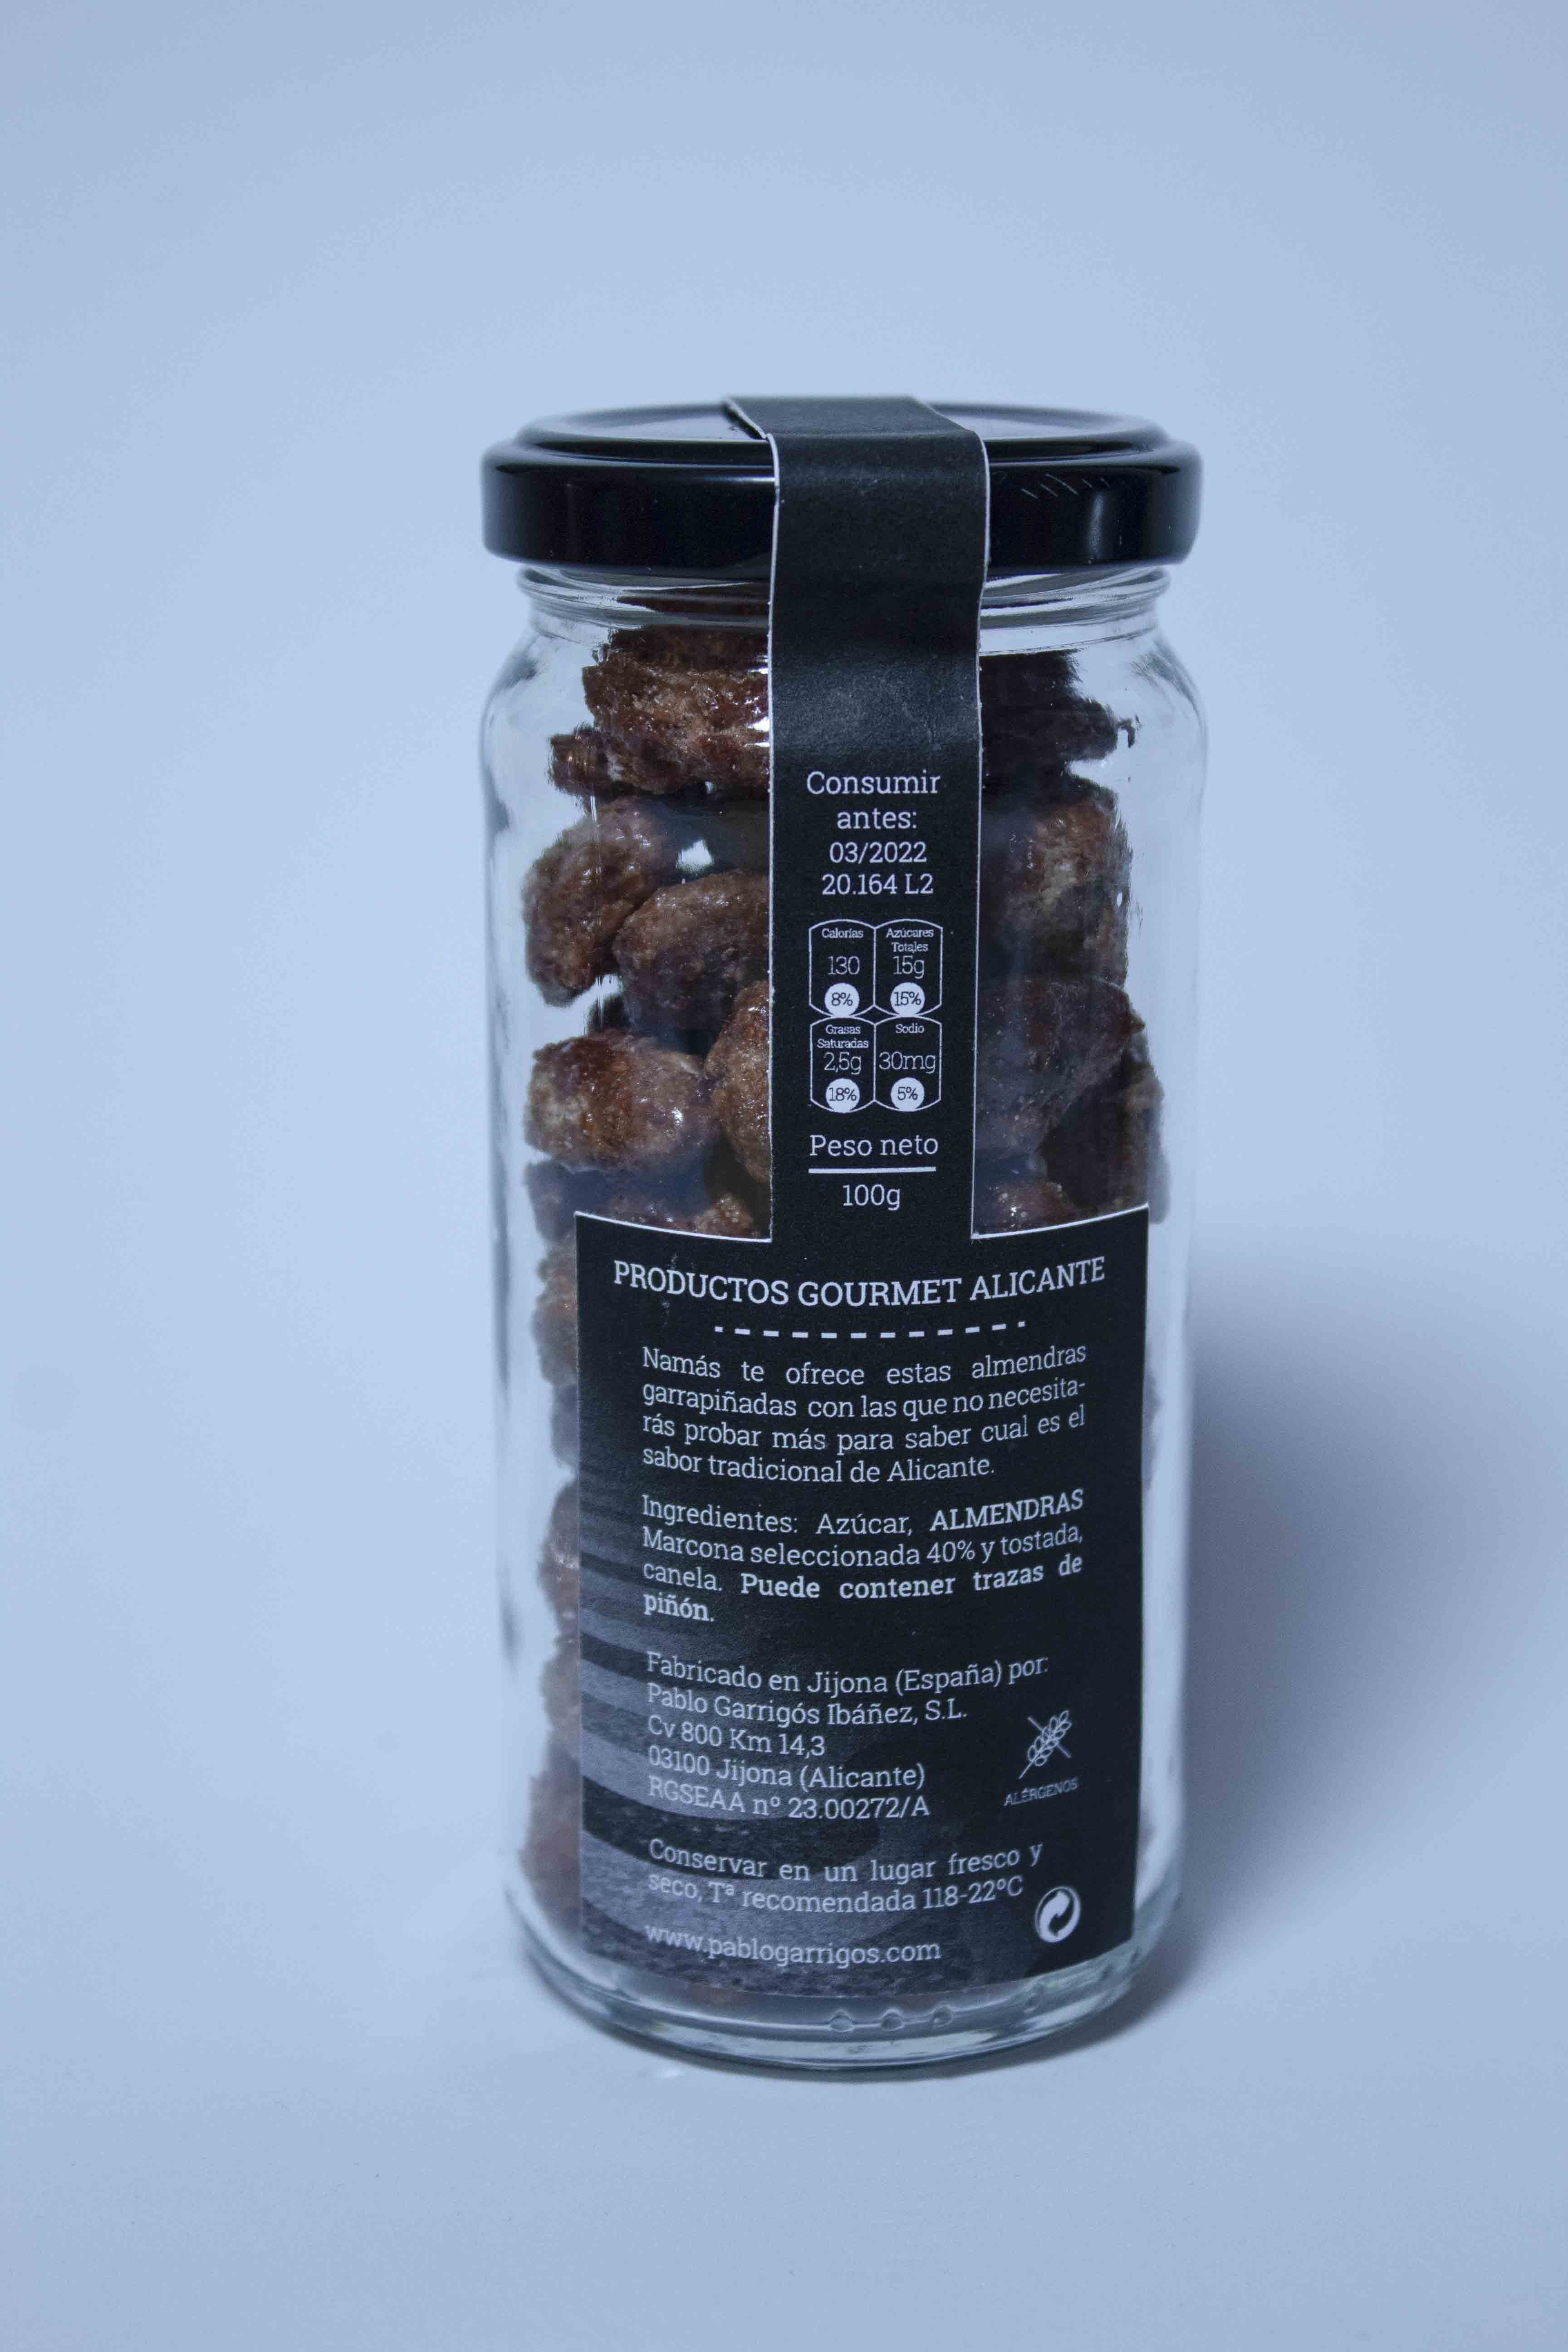 Consumir
antes:
03/2022
20.164 L2
Calorías
130
8%
Azúcares
Totales
15g
15%
Grasas
Saturadas
2,5g
18%
Sodio
30mg
5%
Peso neto
100g
PRODUCTOS GOURMET ALICANTE
Namás te ofrece estas almendras
garrapiñadas con las que no necesita-
rás probar más para saber cual es el
sabor tradicional de Alicante.
Ingredientes: Azúcar, ALMENDRAS
Marcona seleccionada 40% y tostada,
canela. Puede contener trazas de
piñón.
Fabricado en Jijona (España) por:
Pablo Garrigós Ibáñez, S.L.
Cv 800 Km 14,3
03100 Jijona (Alicante)
RGSEAA nº 23.00272/A
ALÉRGENOS
Conservar en un lugar fresco y
seco, Tª recomendada 118-22ºC
www.pablogarrigos.com